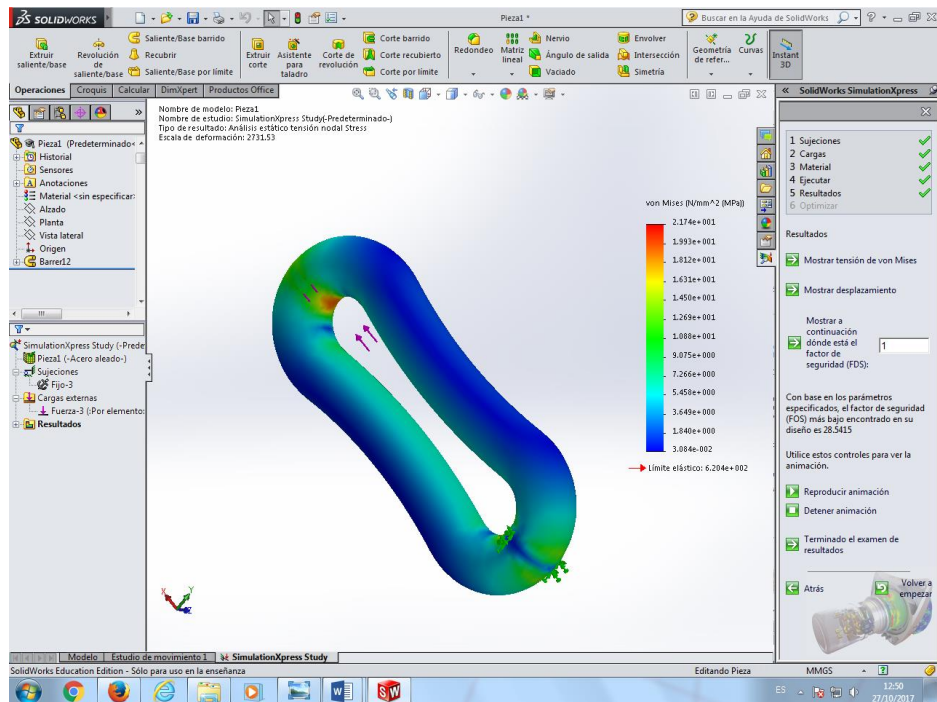 SOLIDWORKS
Pieza1 *
Buscar en la Ayuda de SolidWorks
Extruir saliente/base
Revolución de saliente/base
Saliente/Base barrido
Recubrir
Saliente/Base por límite
Extruir corte
Asistente para taladro
Corte de revolución
Corte barrido
Corte recubierto
Corte por límite
Redondeo
Matriz lineal
Nervio
Ángulo de salida
Vaciado
Envolver
Intersección
Simetría
Geometría de refer...
Curvas
Instant 3D
Operaciones
Croquis
Calcular
DimXpert
Productos Office
« SolidWorks SimulationXpress
Nombre de modelo: Pieza1
Nombre de estudio: SimulationXpress Study(-Predeterminado-)
Tipo de resultado: Análisis estático tensión nodal Stress
Escala de deformación: 2731.53
Pieza1 (Predeterminado<
Historial
Sensores
Anotaciones
Material <sin especificar>
Alzado
Planta
Vista lateral
Origen
Barrer12
SimulationXpress Study (-Prede
Pieza1 (-Acero aleado-)
Sujeciones
Fijo-3
Cargas externas
Fuerza-3 (:Por elemento:
Resultados
von Mises (N/mm^2 (MPa))
2.174e+001
1.993e+001
1.812e+001
1.631e+001
1.450e+001
1.269e+001
1.088e+001
9.075e+000
7.266e+000
5.458e+000
3.649e+000
1.840e+000
3.084e-002
Límite elástico: 6.204e+002
X
Y
Z
1 Sujeciones
2 Cargas
3 Material
4 Ejecutar
5 Resultados
6 Optimizar
Resultados
Mostrar tensión de von Mises
Mostrar desplazamiento
Mostrar a
continuación
dónde está el
factor de
seguridad (FDS):
1
Con base en los parámetros
especificados, el factor de seguridad
(FOS) más bajo encontrado en su
diseño es 28.5415
Utilice estos controles para ver la
animación.
Reproducir animación
Detener animación
Terminado el examen de
resultados
Atrás
Volver a
empezar
Modelo
Estudio de movimiento 1
SimulationXpress Study
SolidWorks Education Edition - Sólo para uso en la enseñanza
Editando Pieza
MMGS
ES
12:50
27/10/2017